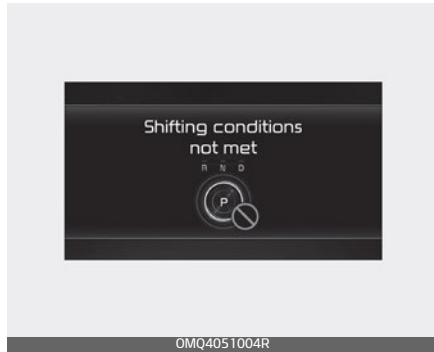 Shifting conditions
not met
R N D
P
OMQ4051004R